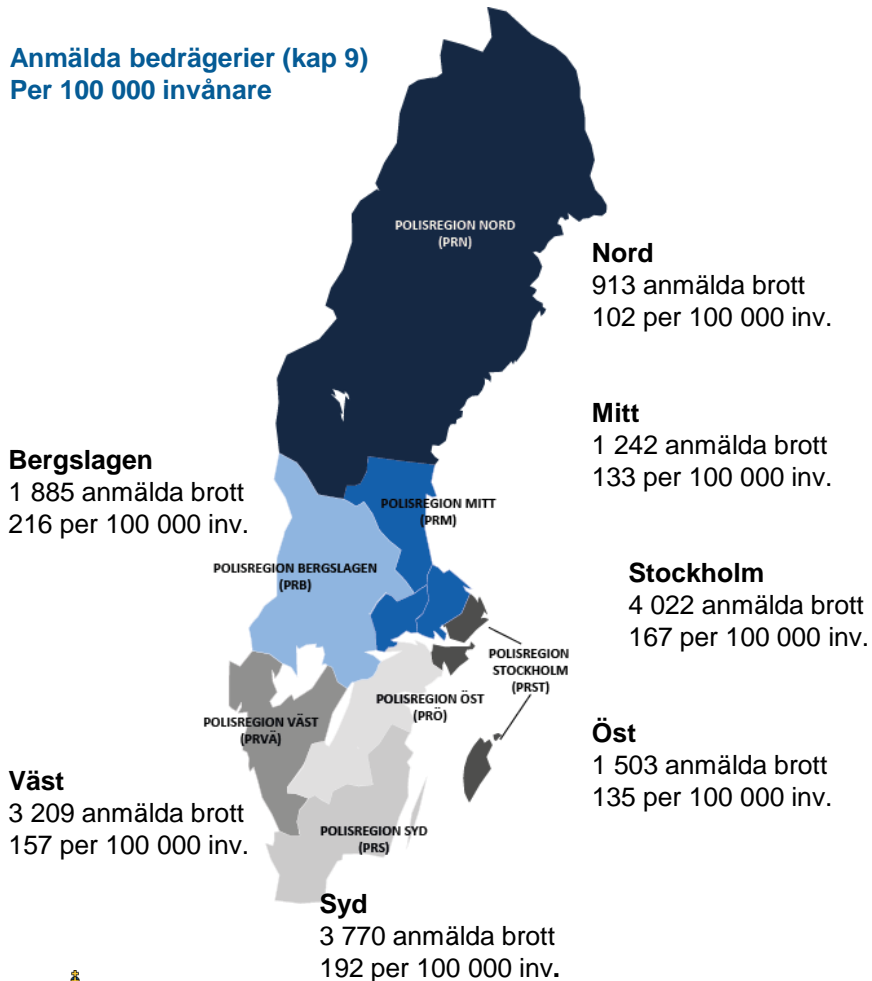 Anmälda bedrägerier (kap 9)
Per 100 000 invånare
POLISREGION NORD
(PRN)
Nord
913 anmälda brott
102 per 100 000 inv.
Mitt
1 242 anmälda brott
133 per 100 000 inv.
Bergslagen
1 885 anmälda brott
216 per 100 000 inv.
POLISREGION MITT
(PRM)
POLISREGION BERGSLAGEN
(PRB)
Stockholm
4 022 anmälda brott
167 per 100 000 inv.
POLISREGION
STOCKHOLM
(PRST)
POLISREGION ÖST
(PRÖ)
POLISREGION VÄST
(PRVÄ)
Öst
1 503 anmälda brott
135 per 100 000 inv.
Väst
3 209 anmälda brott
157 per 100 000 inv.
POLISREGION SYD
(PRS)
Syd
3 770 anmälda brott
192 per 100 000 inv.